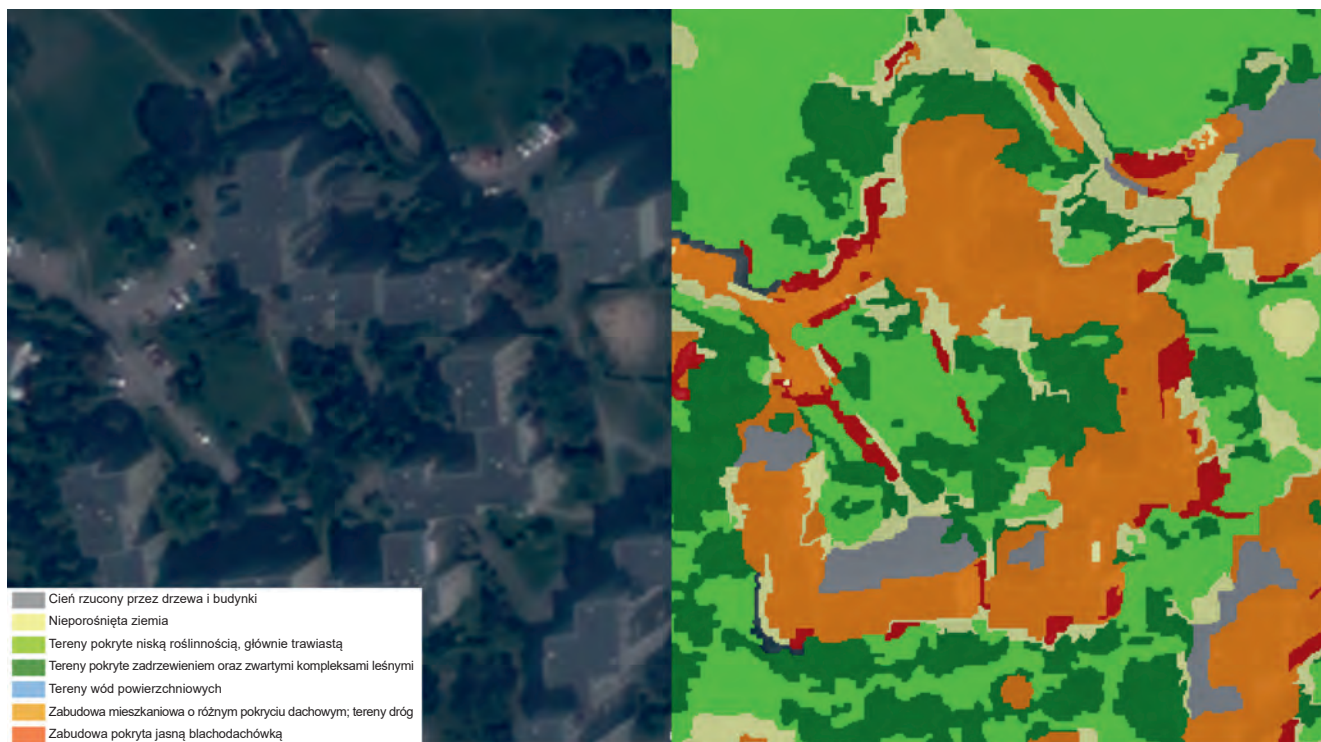 Cień rzucony przez drzewa i budynki
Nieporośnięta ziemia
Tereny pokryte niską roślinnością, głównie trawiastą
Tereny pokryte zadrzewieniem oraz zwartymi kompleksami leśnymi
Tereny wód powierzchniowych
Zabudowa mieszkaniowa o różnym pokryciu dachowym; tereny dróg
Zabudowa pokryta jasną blachodachówką